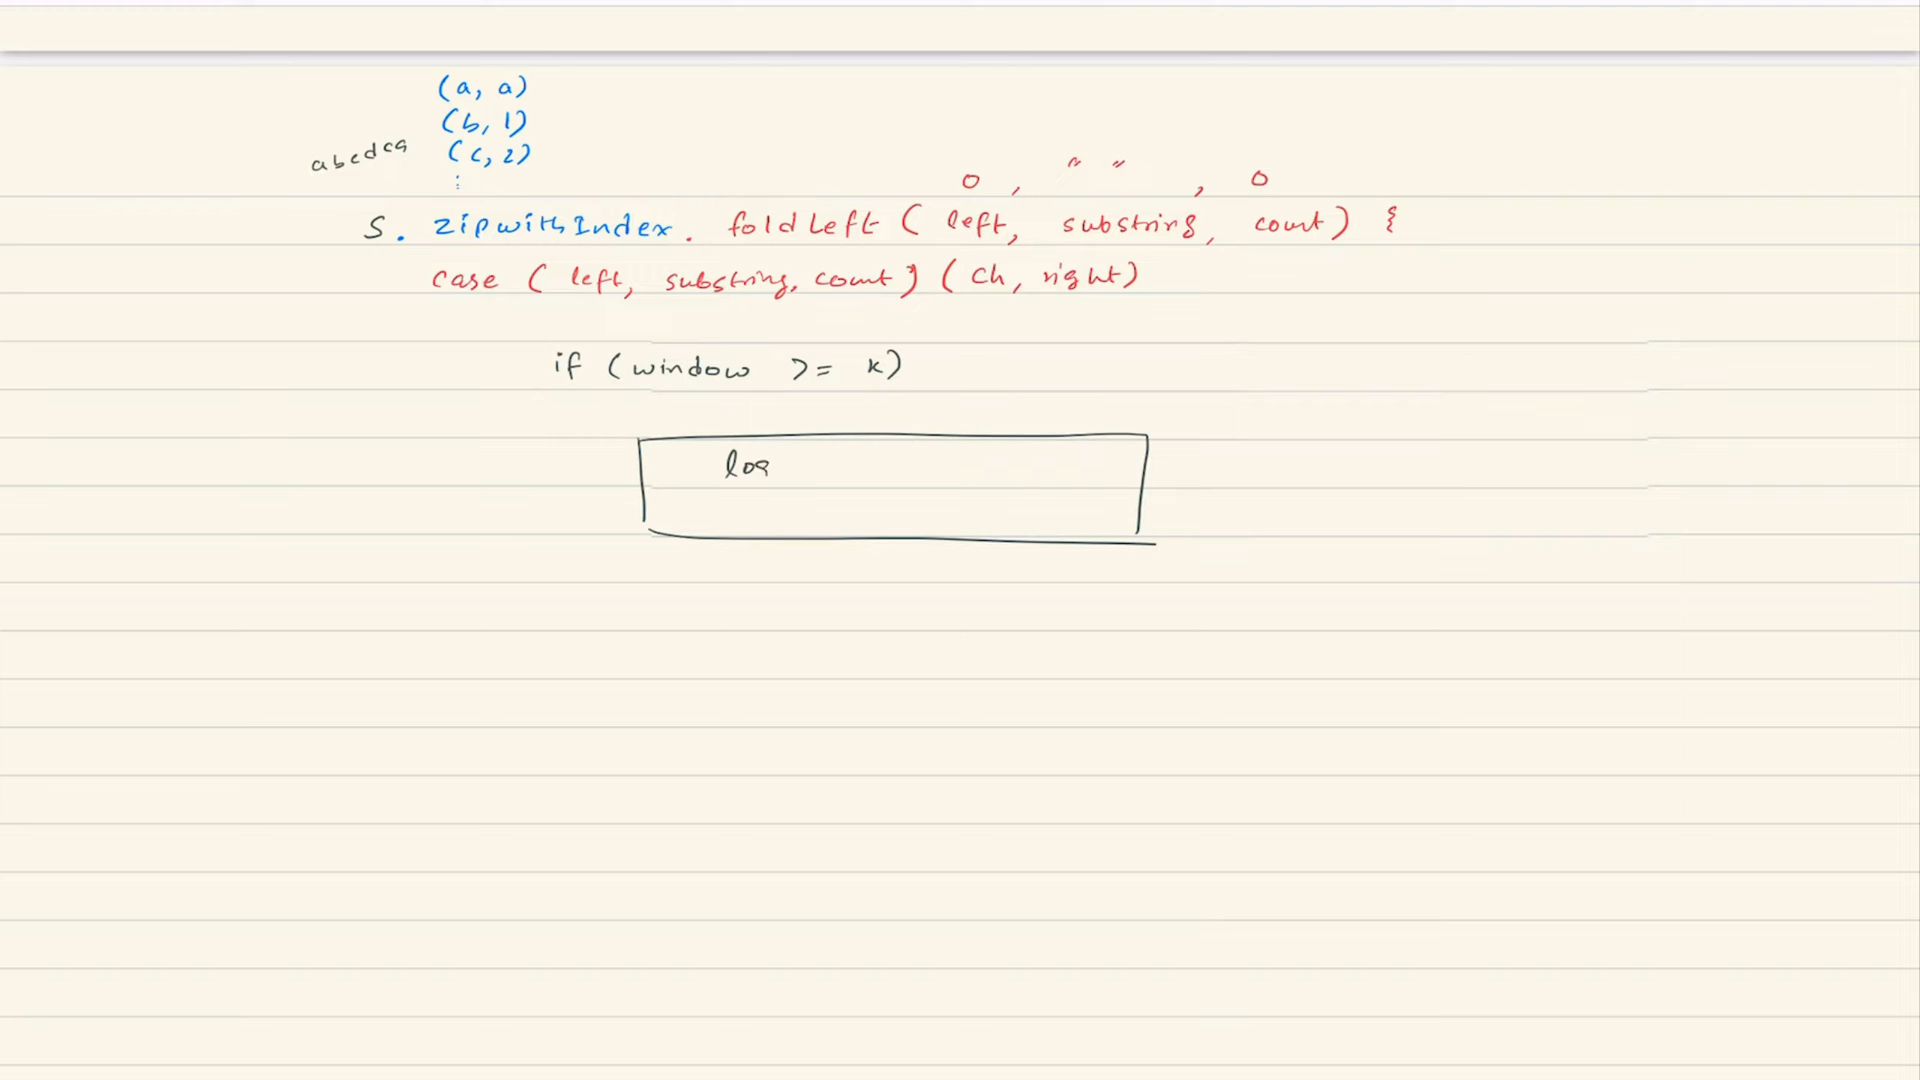 (a, a)
(b, 1)
(c, 2)
abcdca
⋮
0 , " " , 0
S. zipwithIndex. foldLeft ( left, substring, count ) {
case ( left, substring, count ) ( ch, right )
if ( window >= k )
log